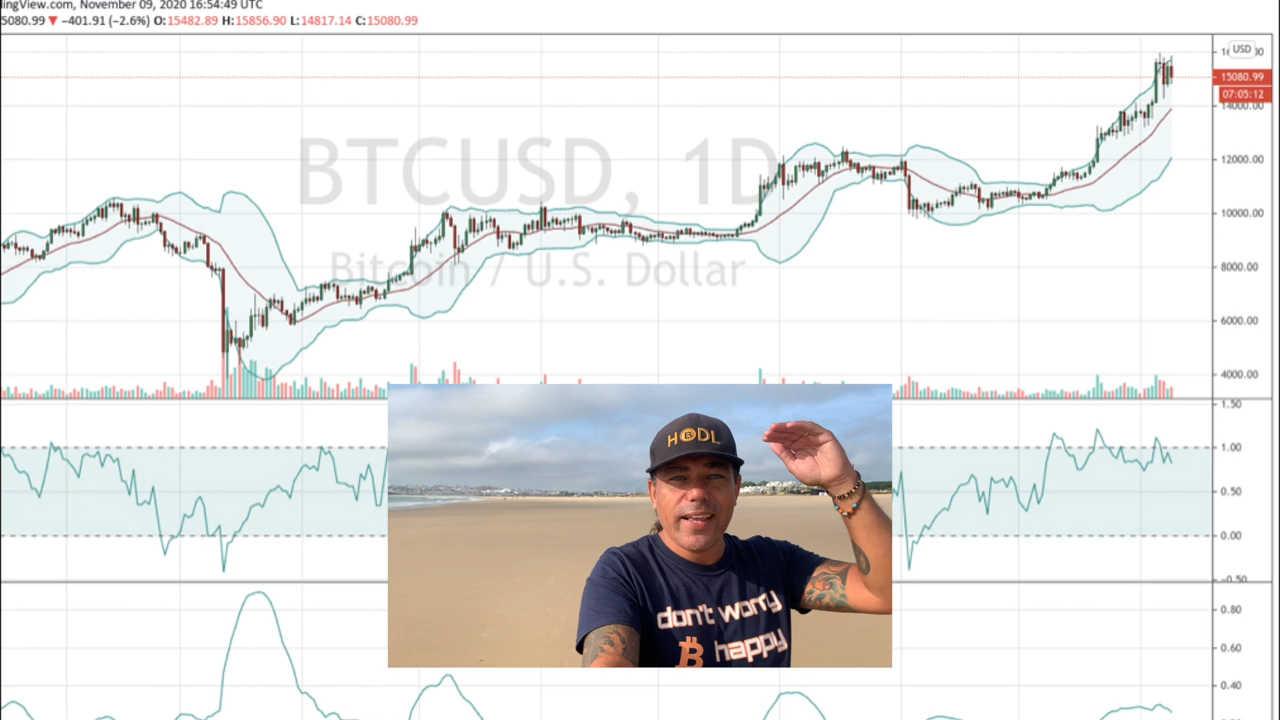 lingView.com, November 09, 2020 16:54:49 UTC
5080.99 ▼ −401.91 (−2.6%) O:15482.89 H:15856.90 L:14817.14 C:15080.99
USD
15080.99
07:05:12
14000.00
BTCUSD, 1D
12000.00
10000.00
Bitcoin / U.S. Dollar
8000.00
6000.00
4000.00
1.50
1.00
0.50
0.00
−0.50
0.80
0.60
0.40
HODL
don't worry
₿ happy